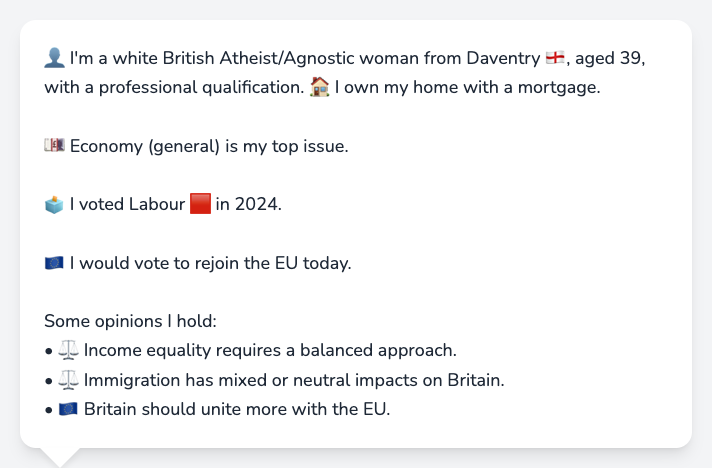 👤 I'm a white British Atheist/Agnostic woman from Daventry 🏴󠁧󠁢󠁥󠁮󠁧󠁿, aged 39,
with a professional qualification. 🏠 I own my home with a mortgage.
💷 Economy (general) is my top issue.
🗳️ I voted Labour 🟥 in 2024.
🇪🇺 I would vote to rejoin the EU today.
Some opinions I hold:
• ⚖️ Income equality requires a balanced approach.
• ⚖️ Immigration has mixed or neutral impacts on Britain.
• 🇪🇺 Britain should unite more with the EU.